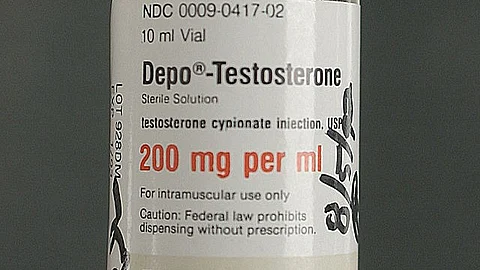 NDC 0009-0417-02
10 ml Vial
Depo®-Testosterone
Sterile Solution
testosterone cypionate injection, USP
200 mg per ml
For intramuscular use only
Caution: Federal law prohibits
dispensing without prescription.
LOT 928DM